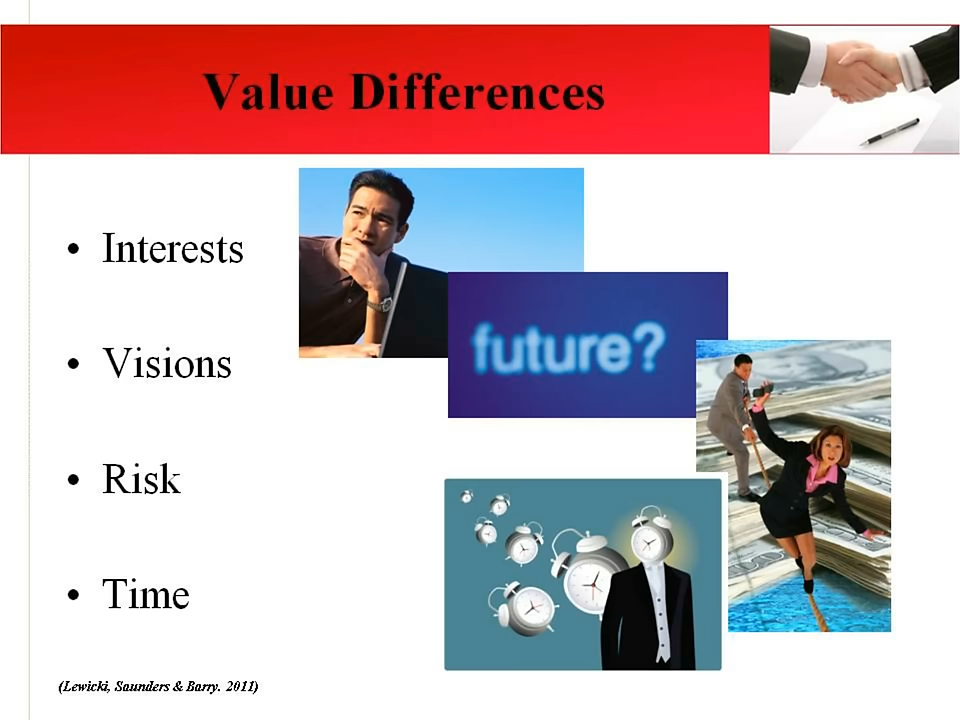 Value Differences
• Interests
future?
• Visions
• Risk
• Time
(Lewicki, Saunders & Barry. 2011)